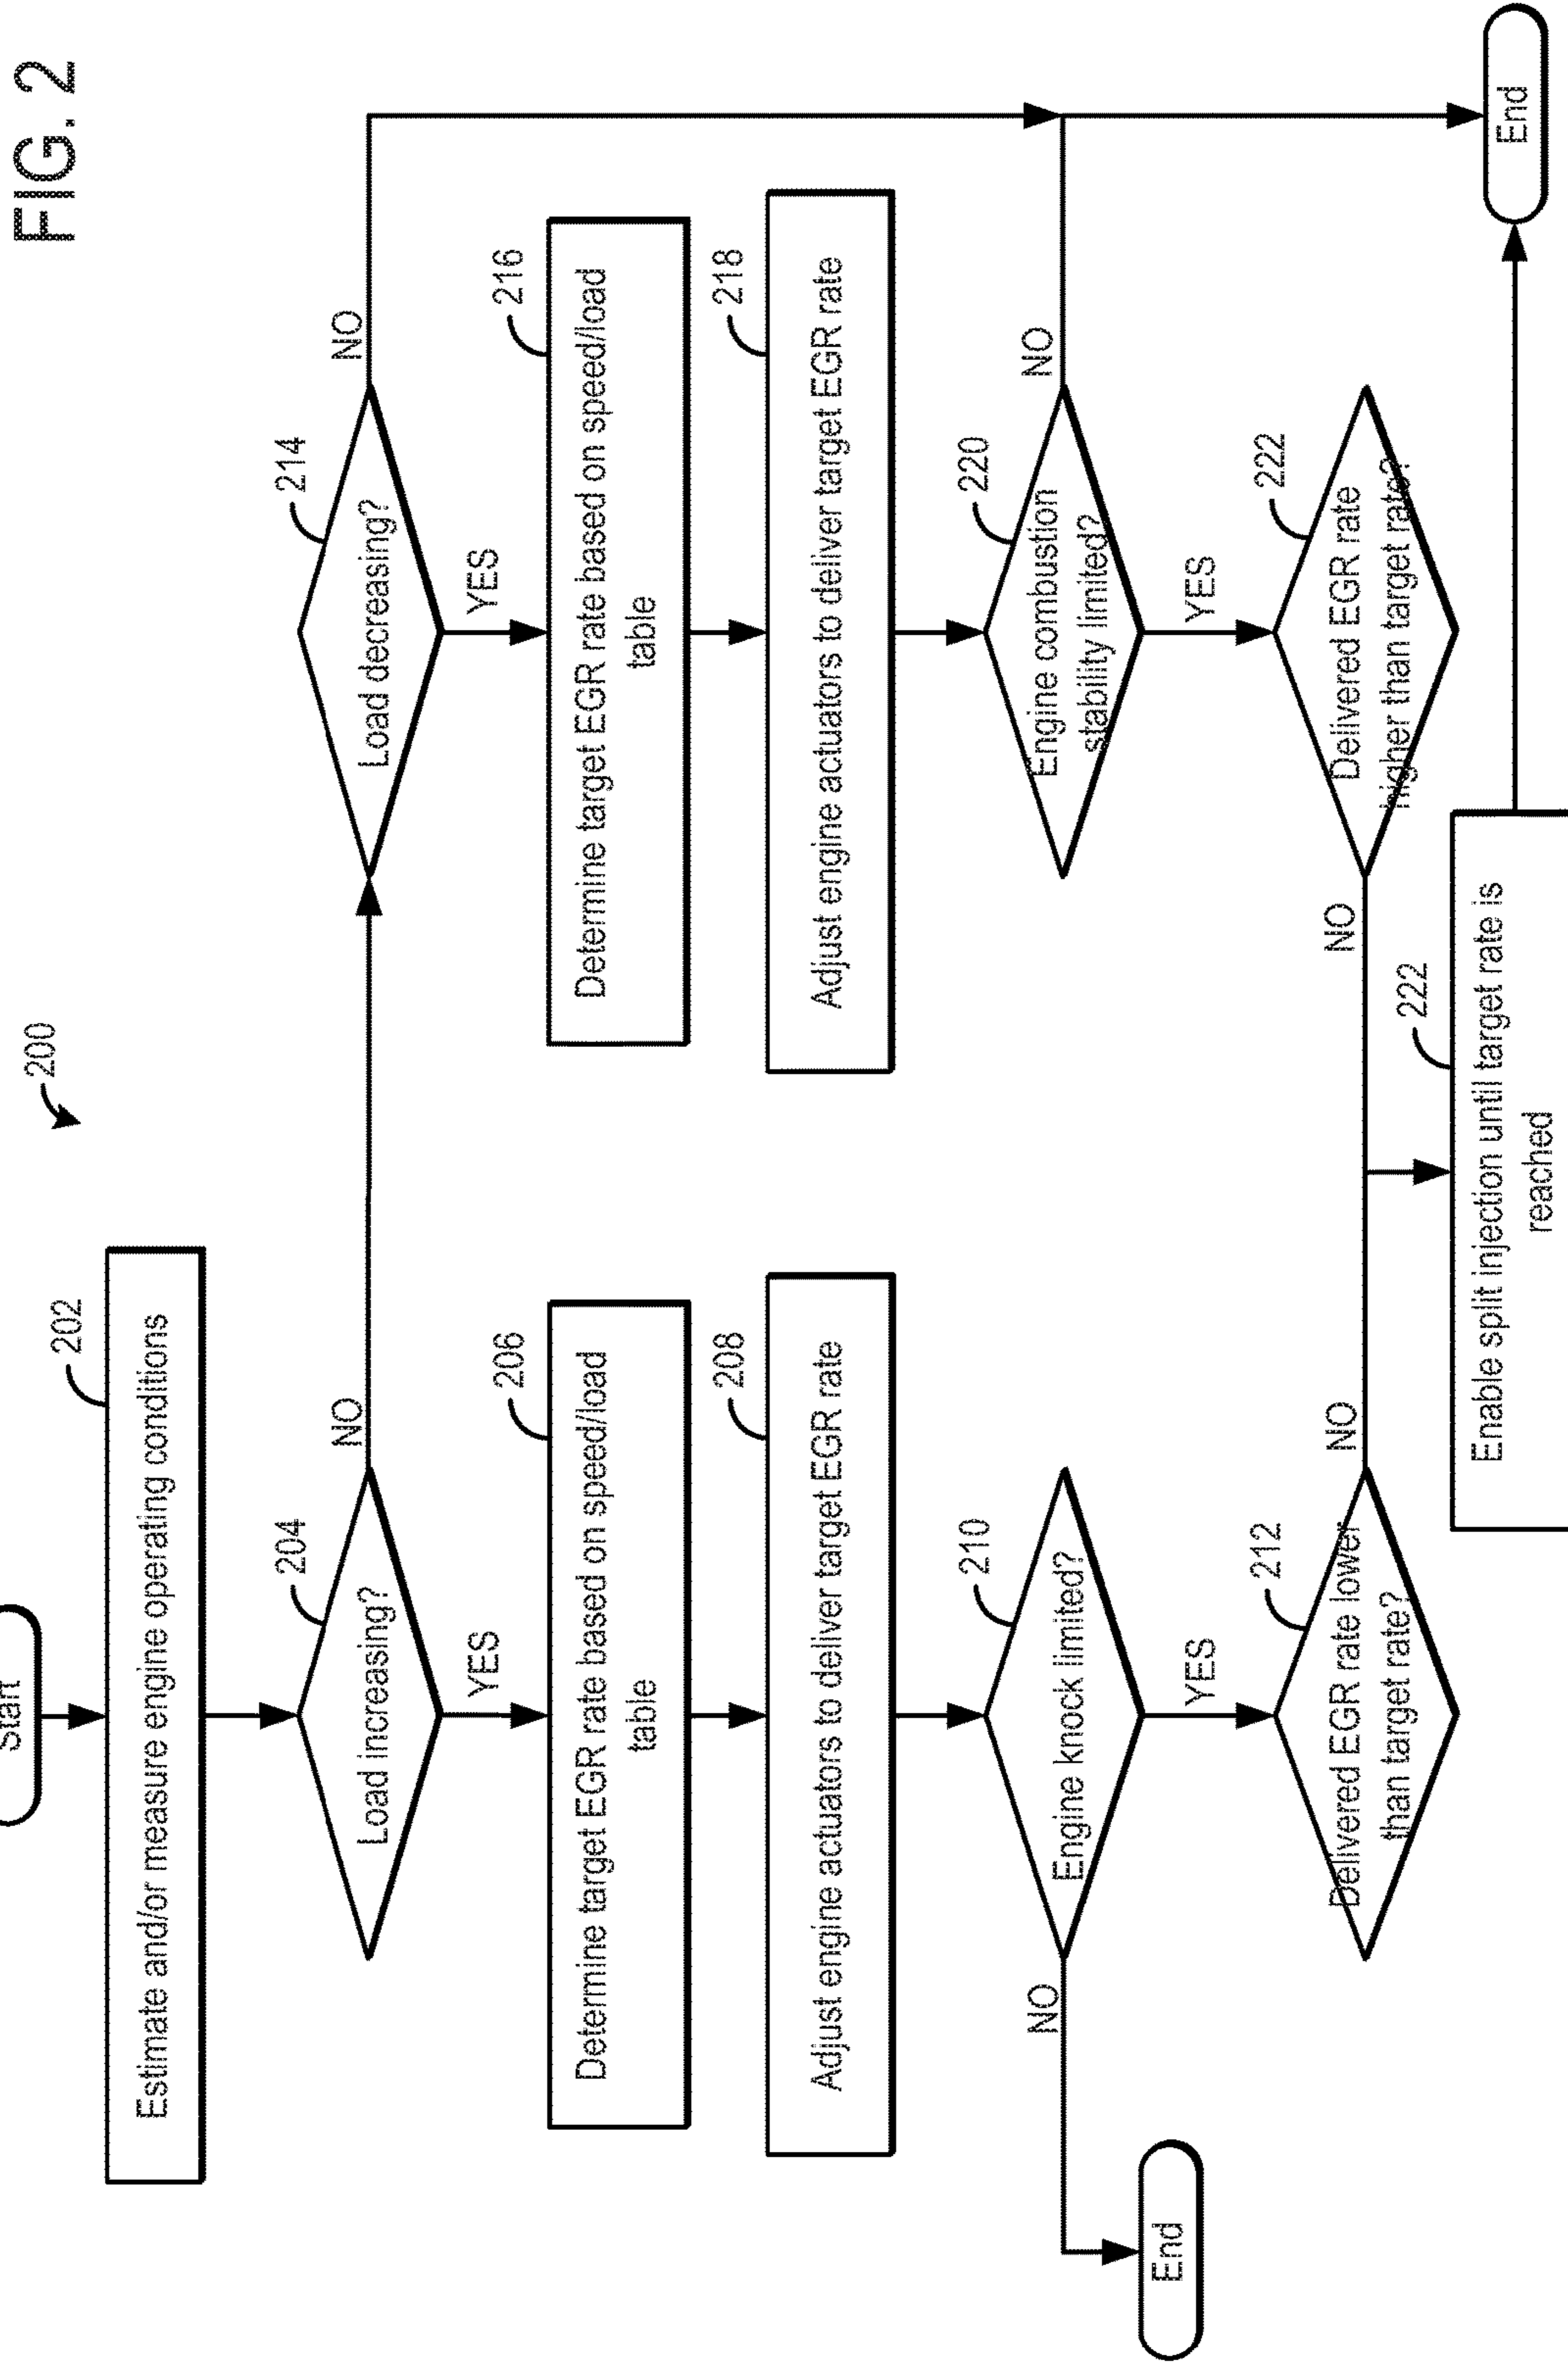 FIG. 2
200
Start
202
Estimate and/or measure engine operating conditions
204
Load increasing?
NO
YES
214
Load decreasing?
NO
YES
206
Determine target EGR rate based on speed/load
table
216
Determine target EGR rate based on speed/load
table
208
Adjust engine actuators to deliver target EGR rate
218
Adjust engine actuators to deliver target EGR rate
210
Engine knock limited?
NO
YES
End
220
Engine combustion
stability limited?
NO
YES
212
Delivered EGR rate lower
than target rate?
NO
222
Delivered EGR rate
higher than target rate?
NO
222
Enable split injection until target rate is
reached
End